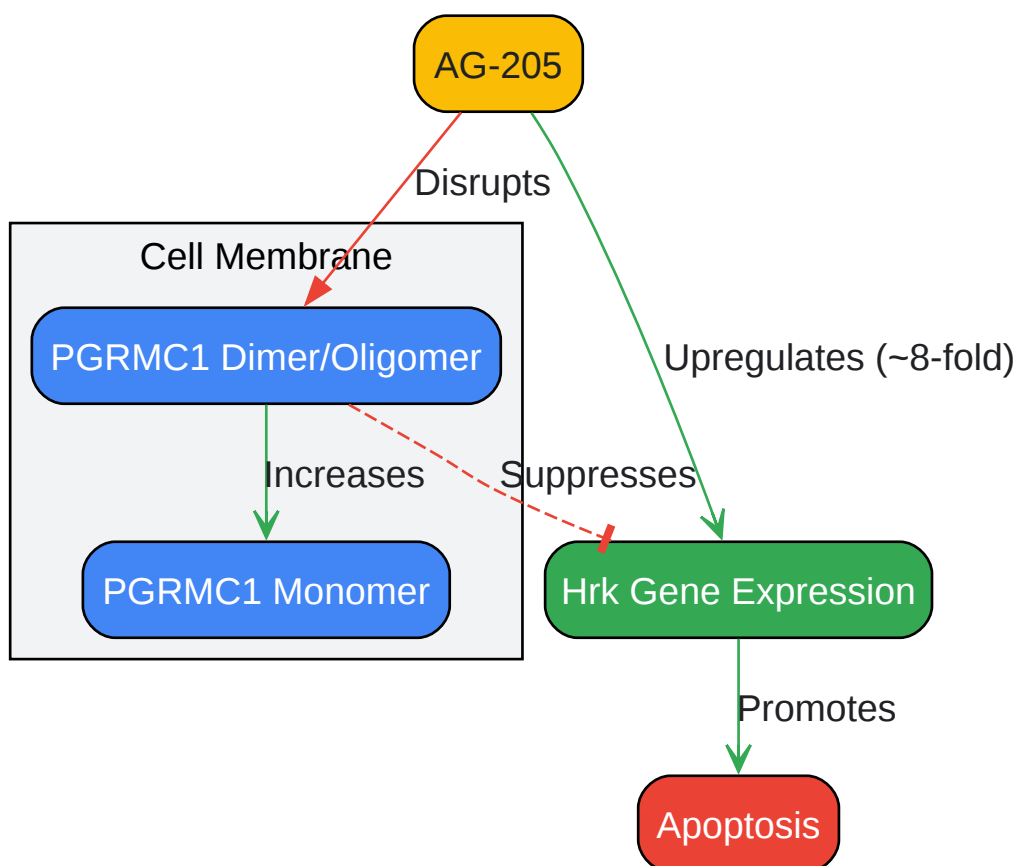 AG-205
Disrupts
Cell Membrane
PGRMC1 Dimer/Oligomer
Upregulates (~8-fold)
Increases
Suppresses
PGRMC1 Monomer
Hrk Gene Expression
Promotes
Apoptosis